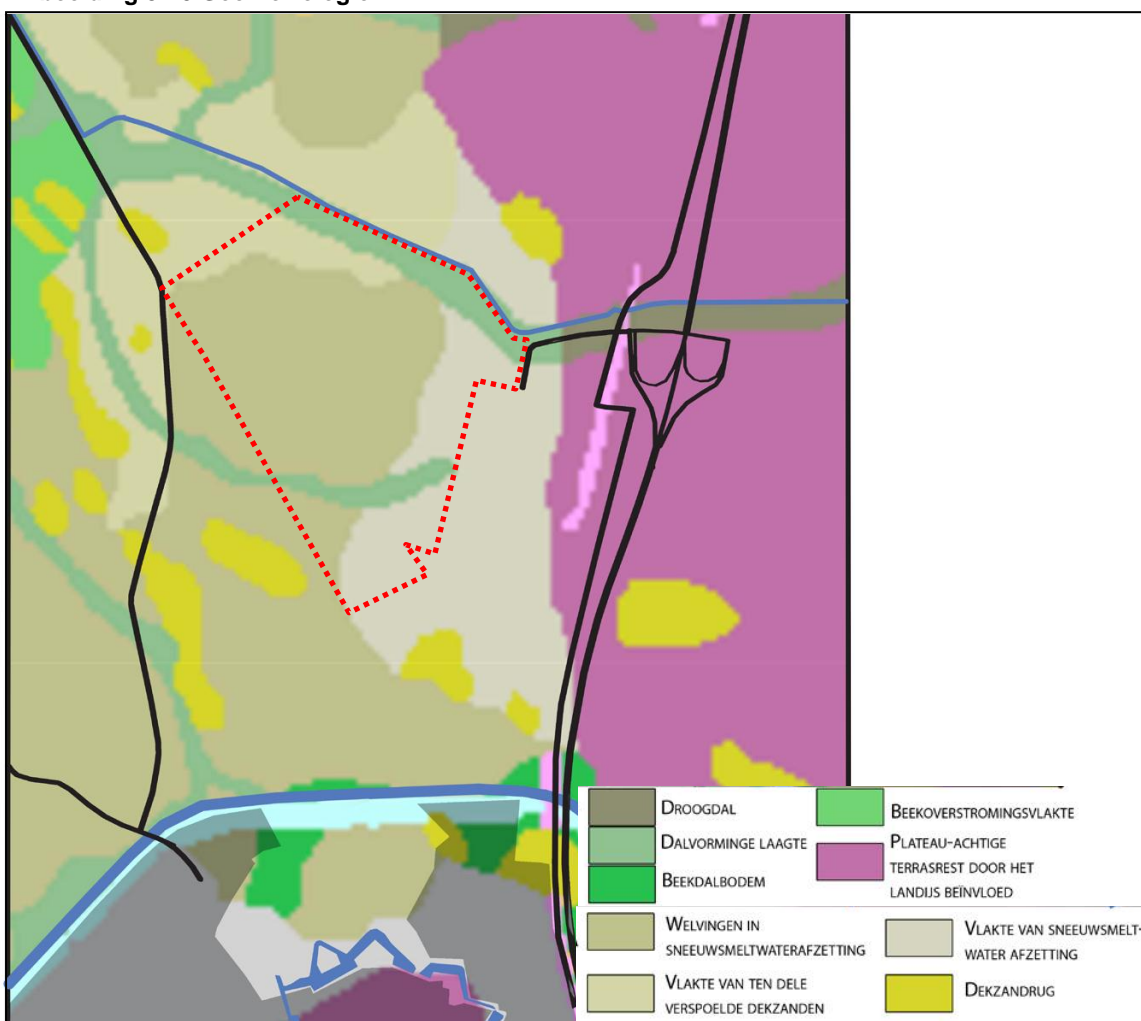 DROOGDAL
DALVORMINGE LAAGTE
BEEKDALBODEM
BEEKOVERSTROMINGSVLAKTE
PLATEAU-ACHTIGE
TERRASREST DOOR HET
LANDIJS BEÏNVLOED
WELVINGEN IN
SNEEUWSMELTWATERAFZETTING
VLAKTE VAN TEN DELE
VERSPOELDE DEKZANDEN
VLAKTE VAN SNEEUWSMELT-
WATER AFZETTING
DEKZANDRUG